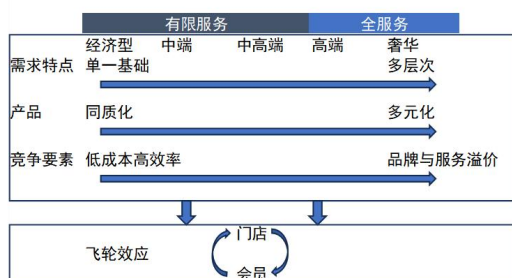 有限服务 全服务
经济型 中端 中高端 高端 奢华
需求特点 单一基础 多层次
产品 同质化 多元化
竞争要素 低成本高效率 品牌与服务溢价
门店
飞轮效应
会员